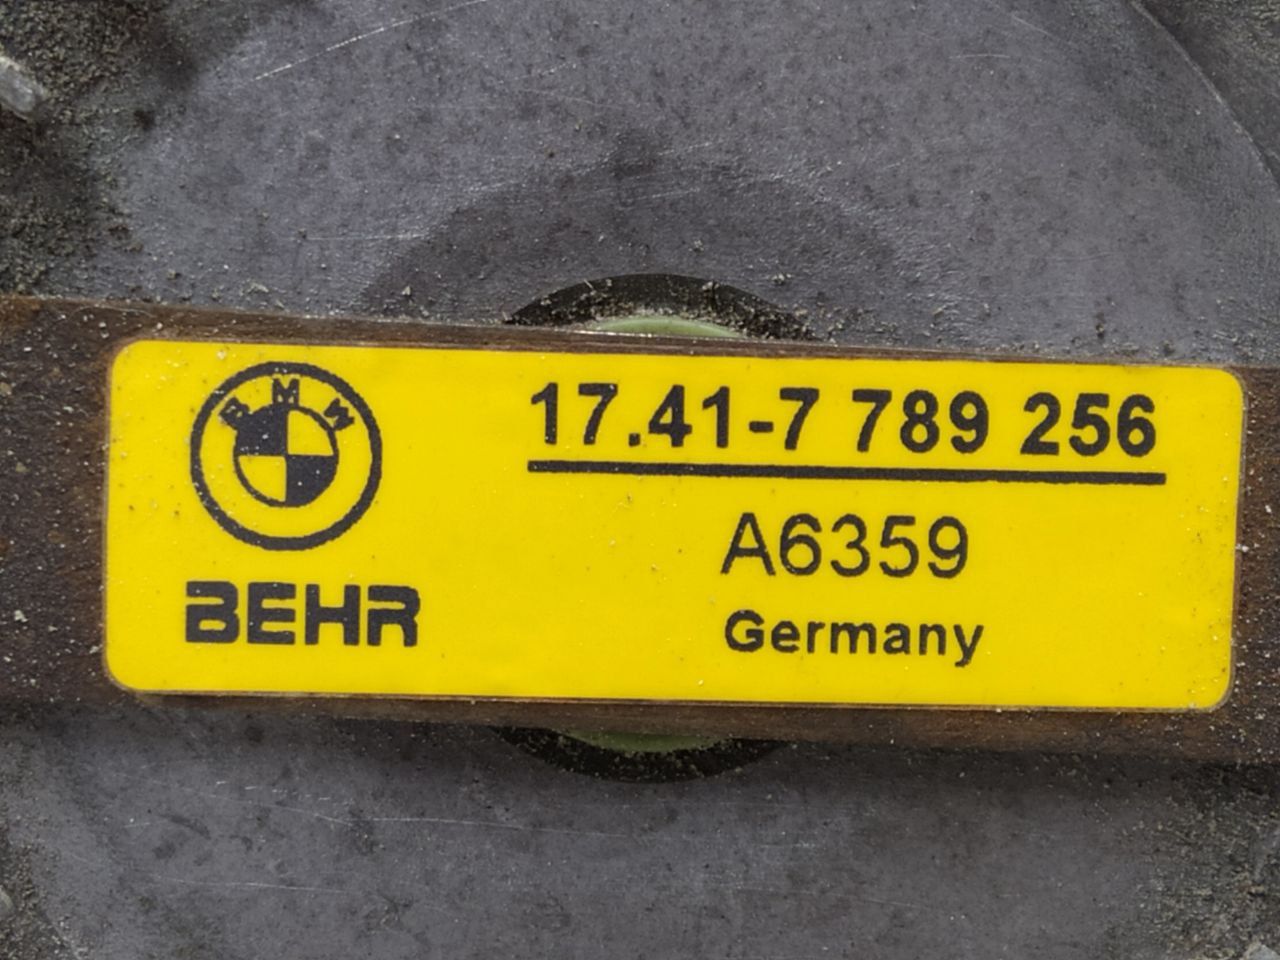 BMW
17.41-7 789 256
A6359
BEHR
Germany